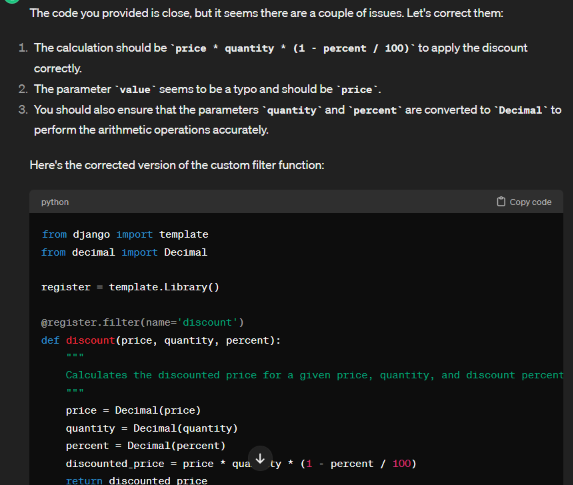 The code you provided is close, but it seems there are a couple of issues. Let's correct them:
1. The calculation should be `price * quantity * (1 - percent / 100)` to apply the discount
correctly.
2. The parameter `value` seems to be a typo and should be `price`.
3. You should also ensure that the parameters `quantity` and `percent` are converted to `Decimal` to
perform the arithmetic operations accurately.
Here's the corrected version of the custom filter function:
python Copy code
from django import template
from decimal import Decimal
register = template.Library()
@register.filter(name='discount')
def discount(price, quantity, percent):
"""
Calculates the discounted price for a given price, quantity, and discount percent
"""
price = Decimal(price)
quantity = Decimal(quantity)
percent = Decimal(percent)
discounted_price = price * qua ty * (1 - percent / 100)
return discounted_price